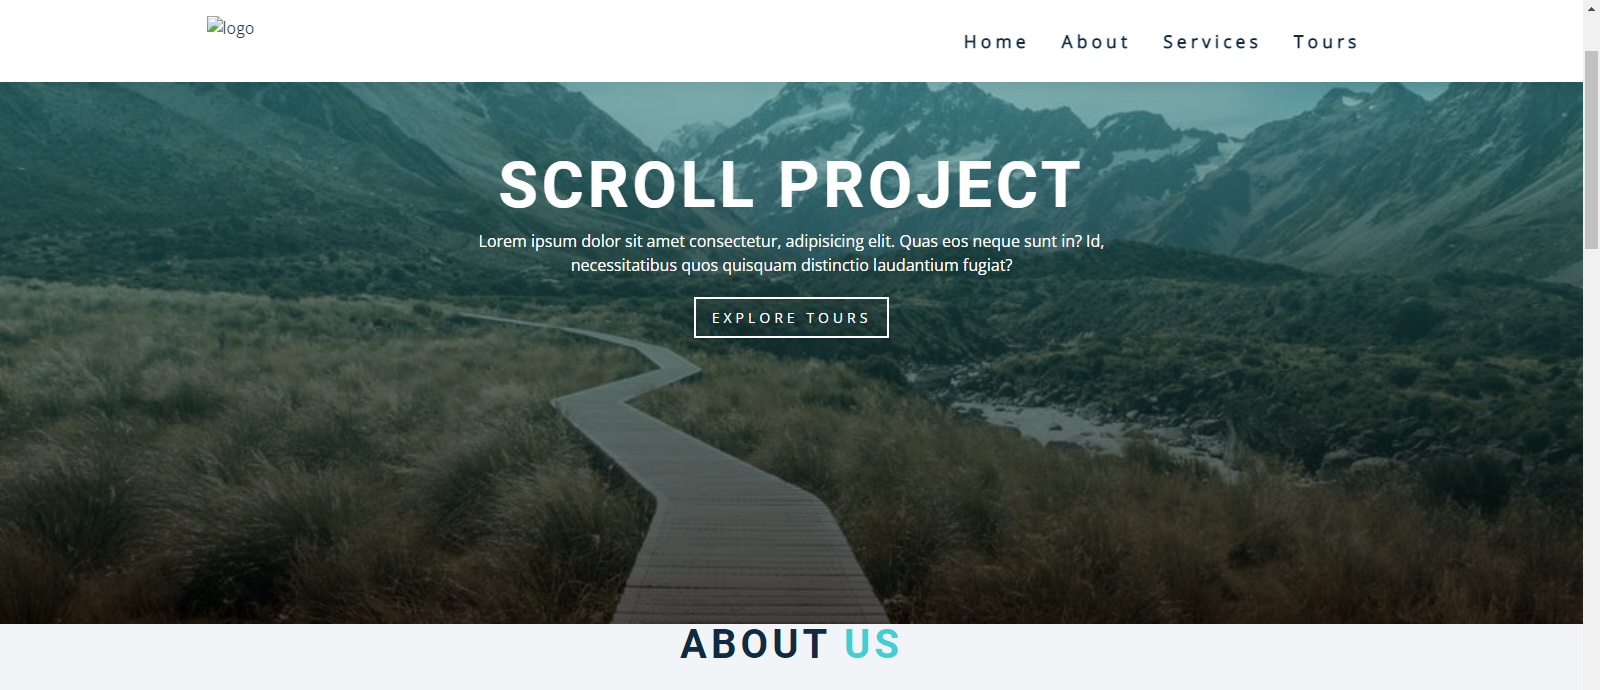 logo
Home About Services Tours
SCROLL PROJECT
Lorem ipsum dolor sit amet consectetur, adipisicing elit. Quas eos neque sunt in? Id,
necessitatibus quos quisquam distinctio laudantium fugiat?
EXPLORE TOURS
ABOUT US